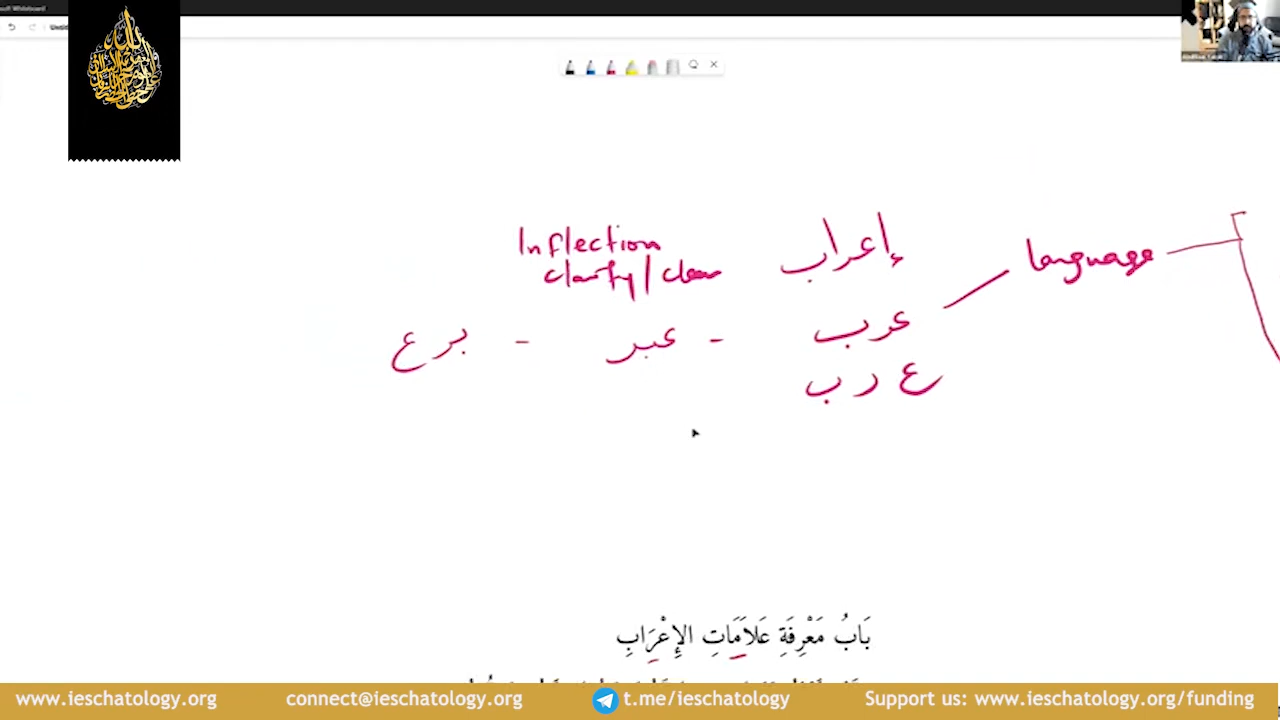 Inflection
clarity/clear
إعراب
language
عرب - عبر - برع
ع ر ب
بَابُ مَعْرِفَةِ عَلاَمَاتِ الإِعْرَابِ
www.ieschatology.org connect@ieschatology.org t.me/ieschatology Support us: www.ieschatology.org/funding